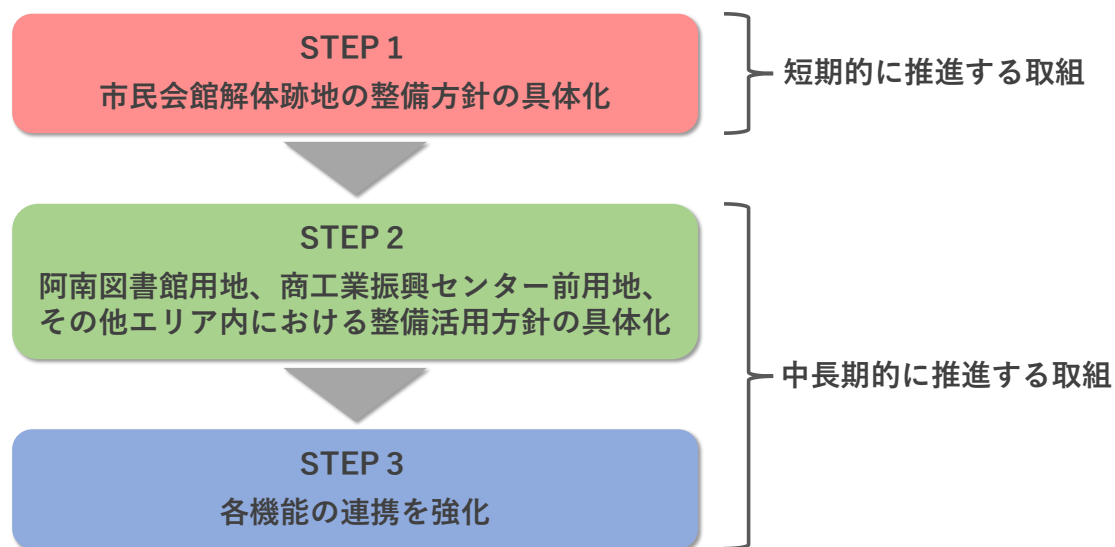 STEP 1
市民会館解体跡地の整備方針の具体化
短期的に推進する取組
STEP 2
阿南図書館用地、商工業振興センター前用地、
その他エリア内における整備活用方針の具体化
中長期的に推進する取組
STEP 3
各機能の連携を強化